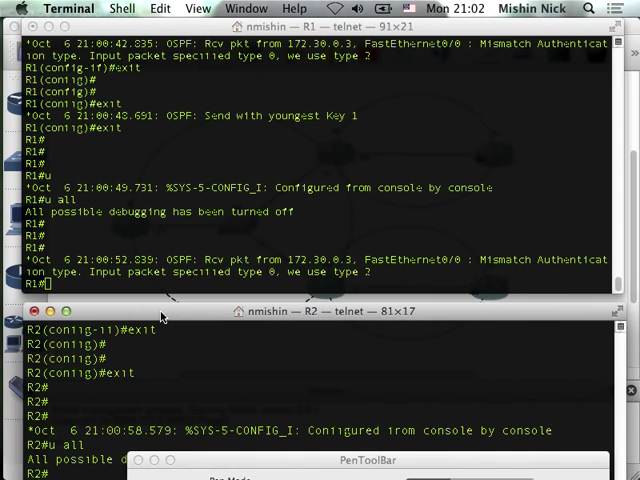 Terminal Shell Edit View Window Help Mon 21:02 Mishin Nick
nmishin — R1 — telnet — 91×21
*Oct 6 21:00:42.835: OSPF: Rcv pkt from 172.30.0.3, FastEthernet0/0 : Mismatch Authenticat
ion type. Input packet specified type 0, we use type 2
R1(config-if)#exit
R1(config)#
R1(config)#
R1(config)#exit
*Oct 6 21:00:48.691: OSPF: Send with youngest Key 1
R1(config)#exit
R1#
R1#
R1#
R1#u
*Oct 6 21:00:49.731: %SYS-5-CONFIG_I: Configured from console by console
R1#u all
All possible debugging has been turned off
R1#
R1#
R1#
*Oct 6 21:00:52.839: OSPF: Rcv pkt from 172.30.0.3, FastEthernet0/0 : Mismatch Authenticat
ion type. Input packet specified type 0, we use type 2
R1#
nmishin — R2 — telnet — 81×17
R2(config-if)#exit
R2(config)#
R2(config)#
R2(config)#exit
R2#
R2#
R2#
*Oct 6 21:00:58.579: %SYS-5-CONFIG_I: Configured from console by console
R2#u all
All possible d
PenToolBar
R2#